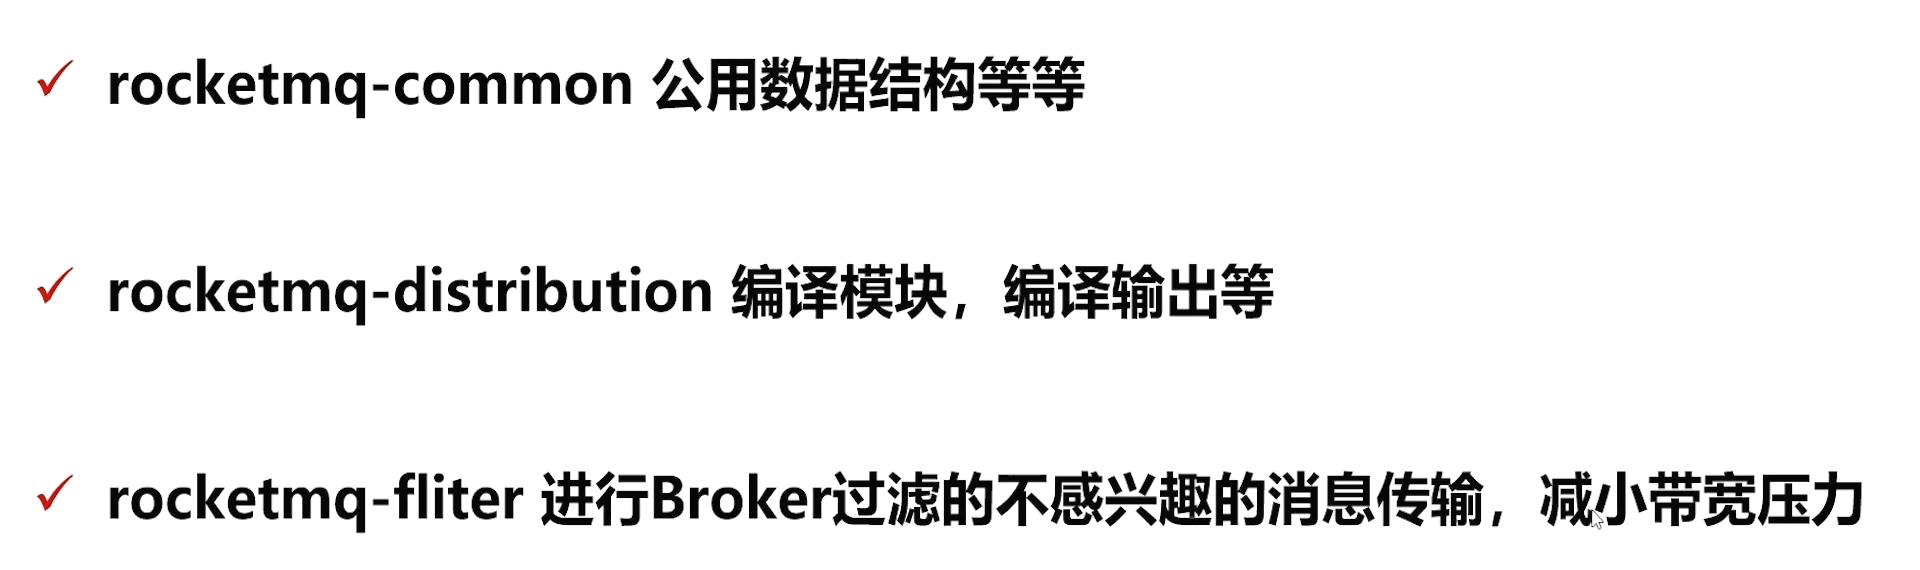 rocketmq-common 公用数据结构等等
rocketmq-distribution 编译模块，编译输出等
rocketmq-fliter 进行Broker过滤的不感兴趣的消息传输，减小带宽压力